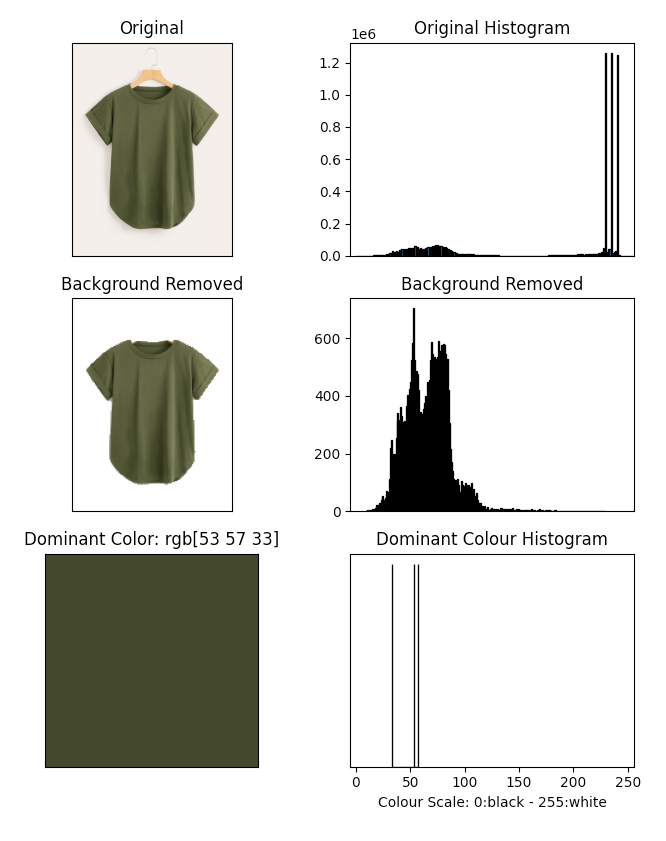 Original
Original Histogram
1e6
1.2
1.0
0.8
0.6
0.4
0.2
0.0
Background Removed
Background Removed
600
400
200
0
Dominant Color: rgb[53 57 33]
Dominant Colour Histogram
0 50 100 150 200 250
Colour Scale: 0:black - 255:white